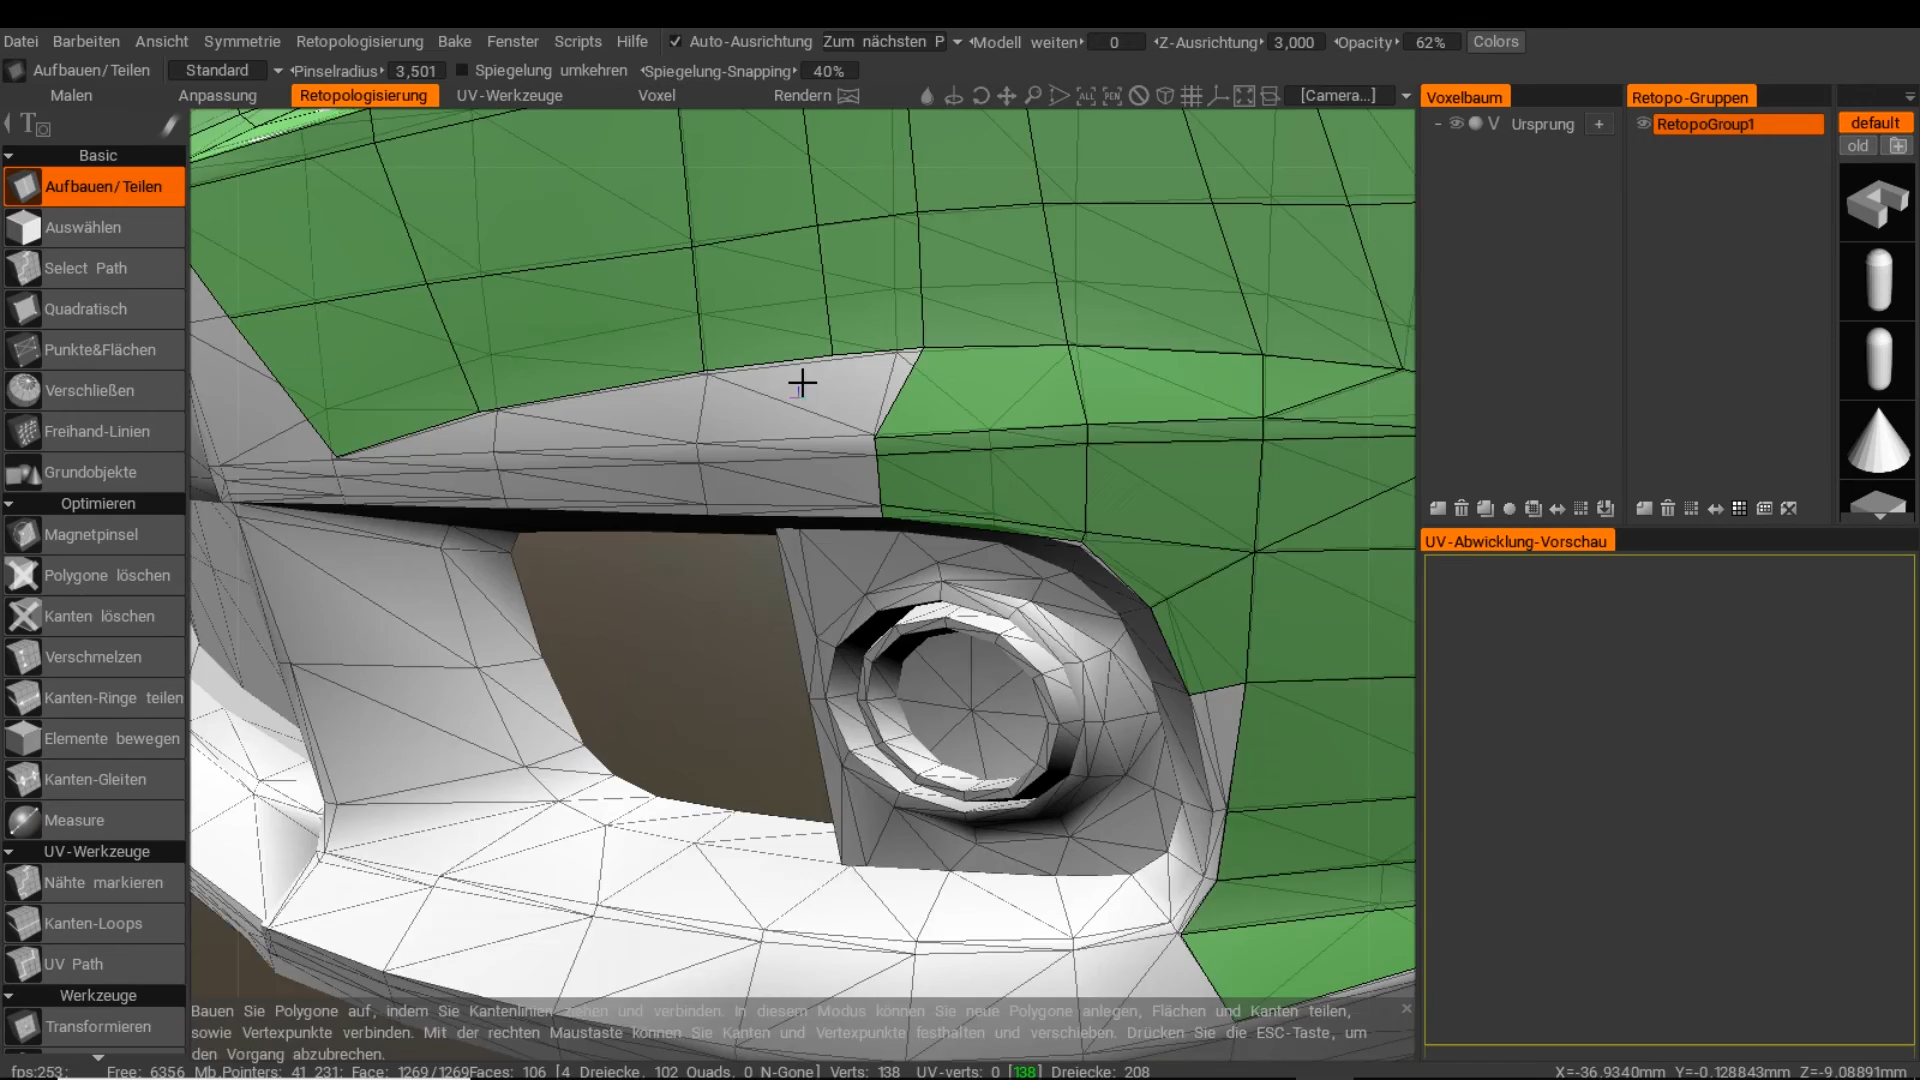 Datei Bearbeiten Ansicht Symmetrie Retopologisierung Bake Fenster Scripts Hilfe Auto-Ausrichtung Zum nächsten P Modell weiten 0 Z-Ausrichtung 3,000 Opacity 62% Colors
Aufbauen/Teilen Standard Pinselradius 3,501 Spiegelung umkehren Spiegelung-Snapping 40%
Malen Anpassung Retopologisierung UV-Werkzeuge Voxel Rendern ALL PEN [Camera...] Voxelbaum Retopo-Gruppen
V Ursprung + RetopoGroup1 default
old
Basic
Aufbauen/Teilen
Auswählen
Select Path
Quadratisch
Punkte&Flächen
Verschließen
Freihand-Linien
Grundobjekte
Optimieren
Magnetpinsel
UV-Abwicklung-Vorschau
Polygone löschen
Kanten löschen
Verschmelzen
Kanten-Ringe teilen
Elemente bewegen
Kanten-Gleiten
Measure
UV-Werkzeuge
Nähte markieren
Kanten-Loops
UV Path
Werkzeuge
Transformieren
Bauen Sie Polygone auf, indem Sie Kantenlinien ziehen und verbinden. In diesem Modus können Sie neue Polygone anlegen, Flächen und Kanten teilen,
sowie Vertexpunkte verbinden. Mit der rechten Maustaste können Sie Kanten und Vertexpunkte festhalten und verschieben. Drücken Sie die ESC-Taste, um
den Vorgang abzubrechen.
fps:253; Free: 6356 Mb.Pointers: 41 231; Face: 1269/1269Faces: 106 [4 Dreiecke, 102 Quads, 0 N-Gone] Verts: 138 UV-verts: 0 [138] Dreiecke: 208 X=-36.9340mm Y=-0.128843mm Z=-9.08891mm